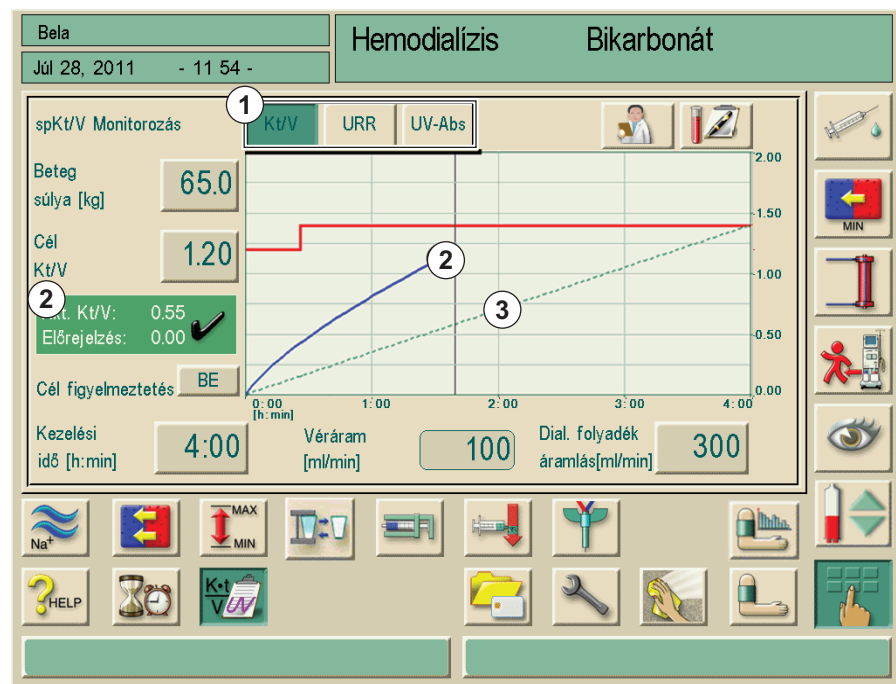 Bela
Hemodialízis Bikarbonát
Júl 28, 2011 - 11 54 -
1
spKt/V Monitorozás
Kt/V URR UV-Abs
Beteg
súlya [kg]
65.0
Cél
Kt/V
1.20
2
Kt. Kt/V: 0.55
Előrejelzés: 0.00
Cél figyelmeztetés BE
2.00
1.50
1.00
0.50
0.00
2
3
0:00 1:00 2:00 3:00 4:00
[h:min]
Kezelési
idő [h:min]
4:00
Véráram
[ml/min]
100
Dial. folyadék
áramlás[ml/min]
300
MIN
Na+
MAX
MIN
HELP
K•t
V UV